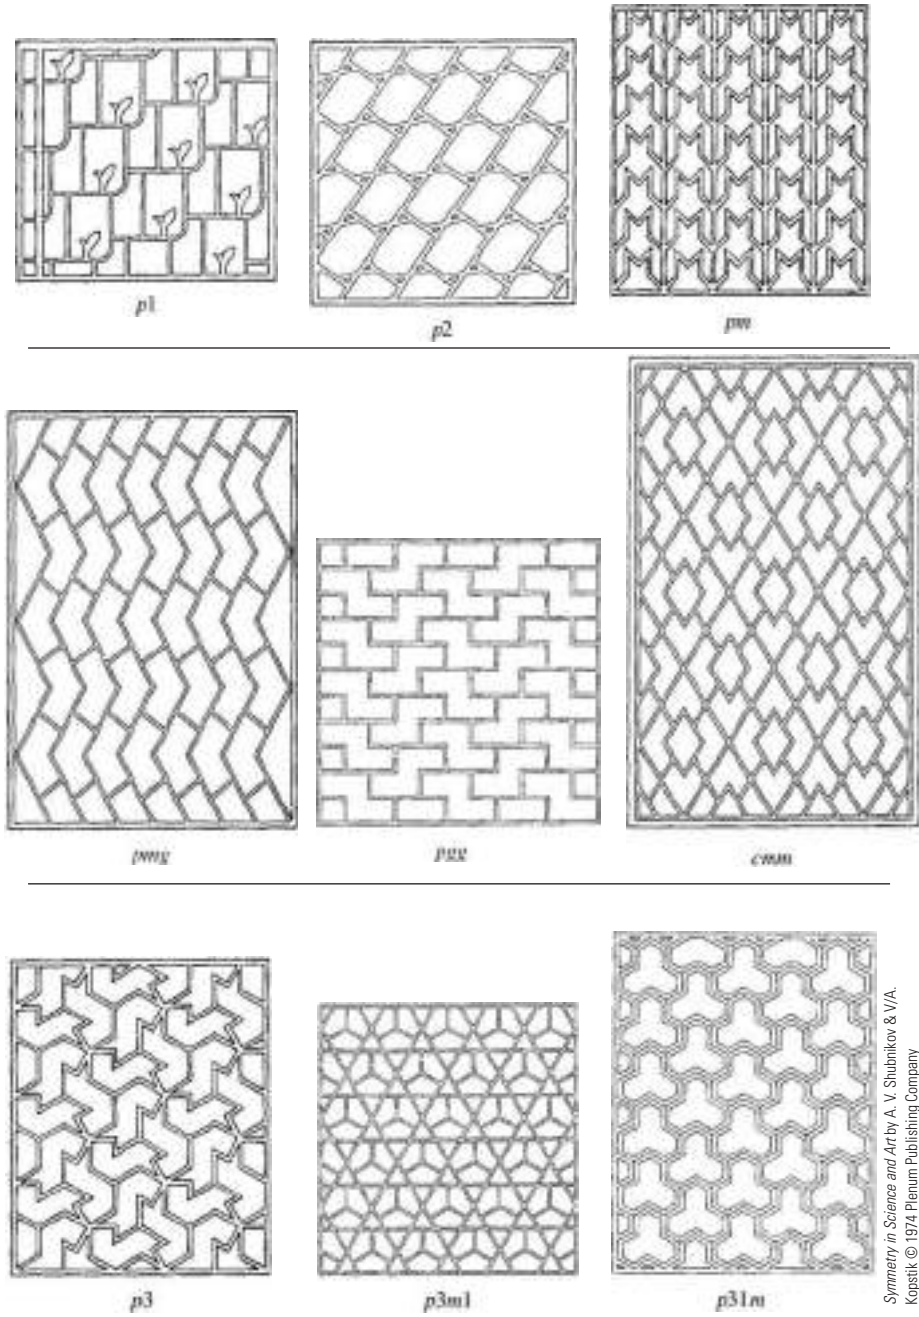 p1
p2
pm
pmg
pgg
cmm
p3
p3m1
p31m
Symmetry in Science and Art by A. V. Shubnikov & V/A.
Kopstik © 1974 Plenum Publishing Company